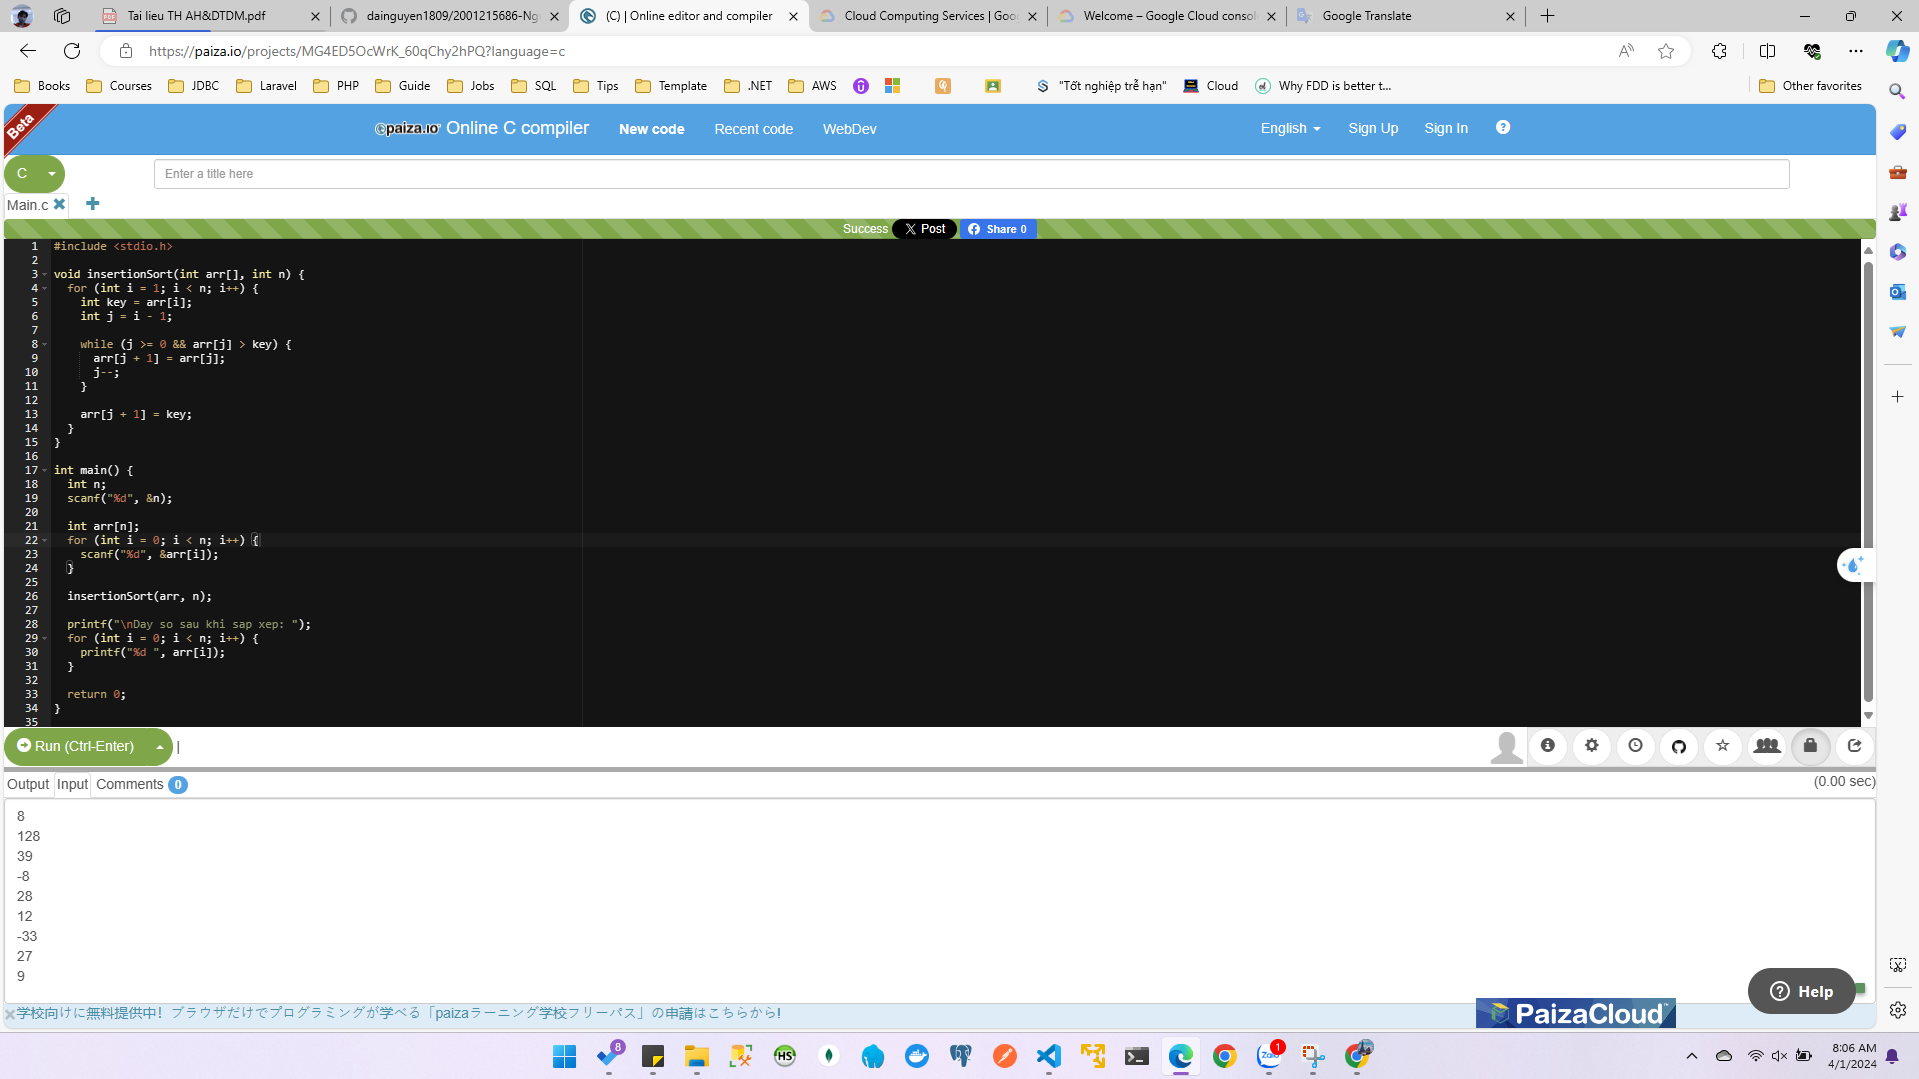 Tai lieu TH AH&DTDM.pdf
dainguyen1809/2001215686-Ng
(C) | Online editor and compiler
Cloud Computing Services | Goo
Welcome – Google Cloud conso
Google Translate
https://paiza.io/projects/MG4ED5OcWrK_60qChy2hPQ?language=c
Books
Courses
JDBC
Laravel
PHP
Guide
Jobs
SQL
Tips
Template
.NET
AWS
"Tốt nghiệp trễ hạn"
Cloud
Why FDD is better t...
Other favorites
Beta
paiza.io Online C compiler
New code
Recent code
WebDev
English
Sign Up
Sign In
C
Enter a title here
Main.c
Success
Post
Share 0
1 #include <stdio.h>
2
3 void insertionSort(int arr[], int n) {
4 for (int i = 1; i < n; i++) {
5 int key = arr[i];
6 int j = i - 1;
7
8 while (j >= 0 && arr[j] > key) {
9 arr[j + 1] = arr[j];
10 j--;
11 }
12
13 arr[j + 1] = key;
14 }
15 }
16
17 int main() {
18 int n;
19 scanf("%d", &n);
20
21 int arr[n];
22 for (int i = 0; i < n; i++) {
23 scanf("%d", &arr[i]);
24 }
25
26 insertionSort(arr, n);
27
28 printf("\nDay so sau khi sap xep: ");
29 for (int i = 0; i < n; i++) {
30 printf("%d ", arr[i]);
31 }
32
33 return 0;
34 }
35
Run (Ctrl-Enter)
Output
Input
Comments 0
(0.00 sec)
8
128
39
-8
28
12
-33
27
9
Help
学校向けに無料提供中！ブラウザだけでプログラミングが学べる「paizaラーニング学校フリーパス」の申請はこちらから!
PaizaCloud
8
HS
Zalo
1
8:06 AM
4/1/2024